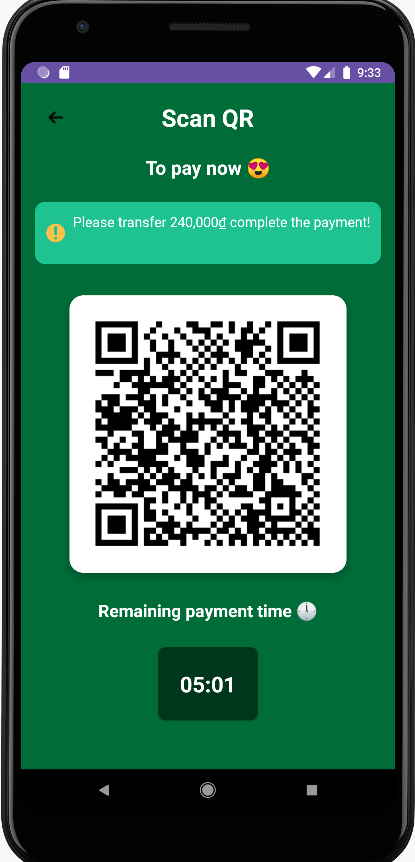 9:33
Scan QR
To pay now 😍
Please transfer 240,000₫ complete the payment!
Remaining payment time 🕛
05:01